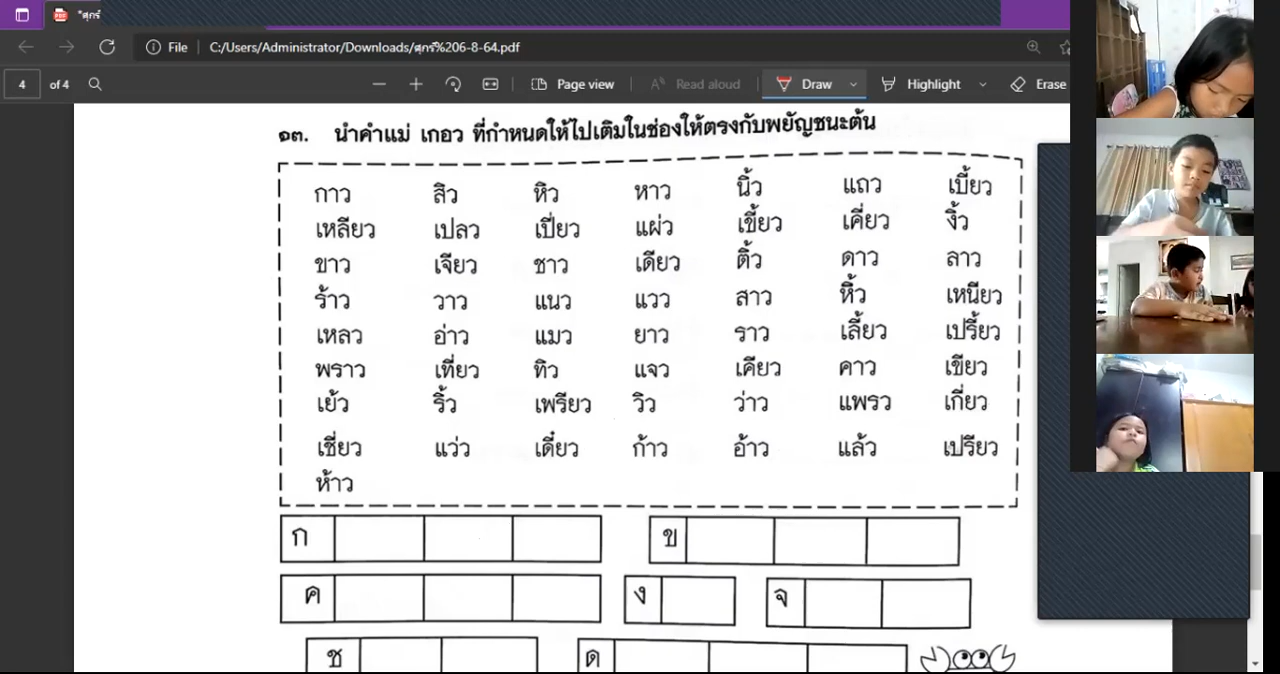 "ศุกร์
File C:/Users/Administrator/Downloads/ศุกร์%206-8-64.pdf
4 of 4 Page view Read aloud Draw Highlight Erase
๑๓. นำคำแม่ เกอว ที่กำหนดให้ไปเติมในช่องให้ตรงกับพยัญชนะต้น
กาว สิว หิว หาว นิ้ว แถว เบี้ยว
เหลียว เปลว เปี่ยว แผ่ว เขี้ยว เคี่ยว งิ้ว
ขาว เจียว ชาว เดียว ติ้ว ดาว ลาว
ร้าว วาว แนว แวว สาว หิ้ว เหนียว
เหลว อ่าว แมว ยาว ราว เลี้ยว เปรี้ยว
พราว เที่ยว ทิว แจว เคียว คาว เขียว
เย้ว ริ้ว เพรียว วิว ว่าว แพรว เกี่ยว
เชี่ยว แว่ว เดี๋ยว ก้าว อ้าว แล้ว เปรียว
ห้าว
ก ข
ค ง จ
ช ด